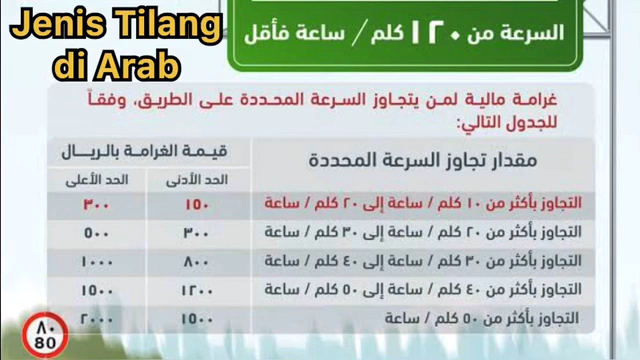 Jenis Tilang
di Arab
السرعة من ١٢٠ كلم / ساعة فأقل
غرامة مالية لمن يتجاوز السرعة المحددة على الطريق، وفقاً
للجدول التالي:
مقدار تجاوز السرعة المحددة
قيمة الغرامة بالريال
الحد الأدنى الحد الأعلى
التجاوز بأكثر من ١٠ كلم / ساعة إلى ٢٠ كلم / ساعة ١٥٠ ٣٠٠
التجاوز بأكثر من ٢٠ كلم / ساعة إلى ٣٠ كلم / ساعة ٣٠٠ ٥٠٠
التجاوز بأكثر من ٣٠ كلم / ساعة إلى ٤٠ كلم / ساعة ٨٠٠ ١٠٠٠
التجاوز بأكثر من ٤٠ كلم / ساعة إلى ٥٠ كلم / ساعة ١٢٠٠ ١٥٠٠
التجاوز بأكثر من ٥٠ كلم / ساعة ١٥٠٠ ٢٠٠٠
٨٠
80